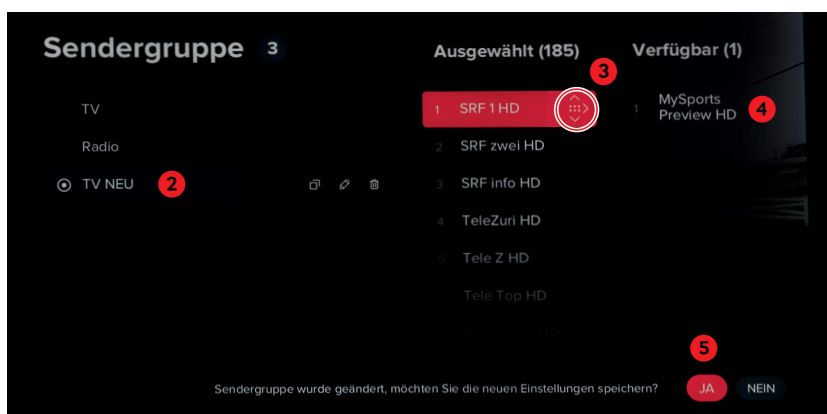 Sendergruppe 3
Ausgewählt (185)
Verfügbar (1)
3
TV
1 SRF 1 HD
1 MySports
Preview HD
4
Radio
2 SRF zwei HD
TV NEU 2
3 SRF info HD
4 TeleZüri HD
5 Tele Z HD
Tele Top HD
5
Sendergruppe wurde geändert, möchten Sie die neuen Einstellungen speichern?
JA
NEIN